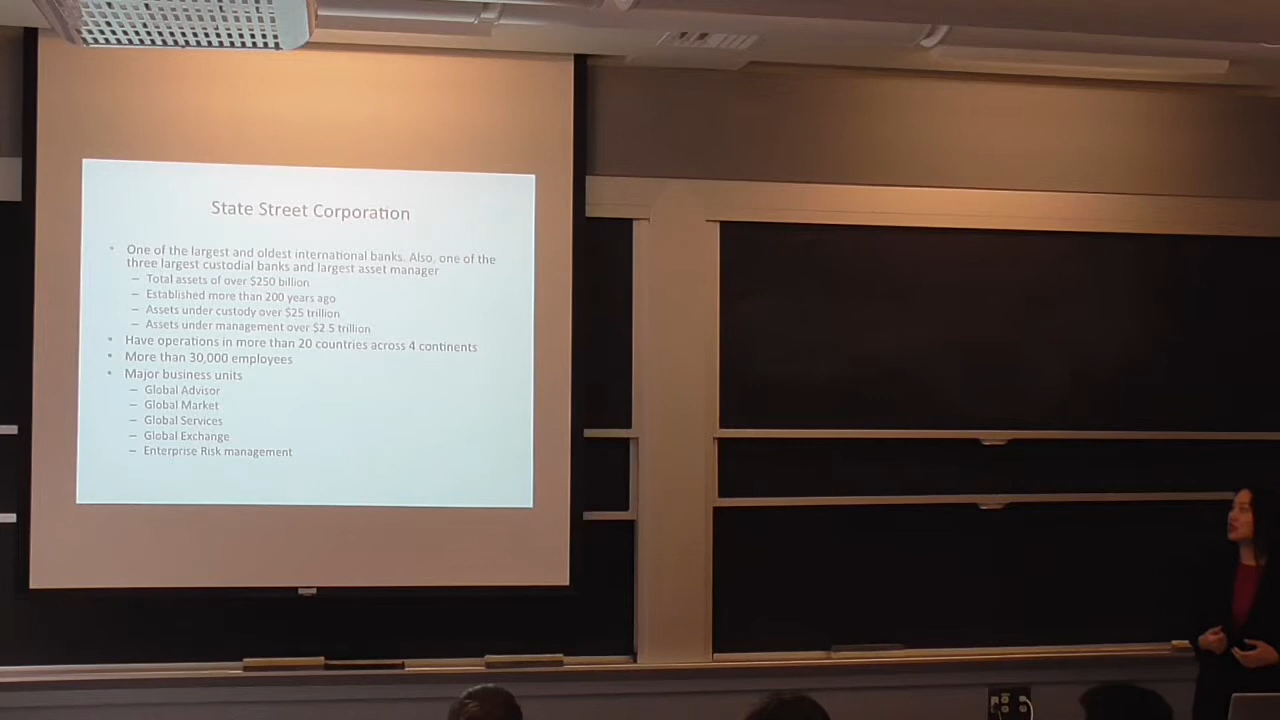 State Street Corporation
• One of the largest and oldest international banks. Also, one of the
three largest custodial banks and largest asset manager
– Total assets of over $250 billion
– Established more than 200 years ago
– Assets under custody over $25 trillion
– Assets under management over $2.5 trillion
• Have operations in more than 20 countries across 4 continents
• More than 30,000 employees
• Major business units
– Global Advisor
– Global Market
– Global Services
– Global Exchange
– Enterprise Risk management